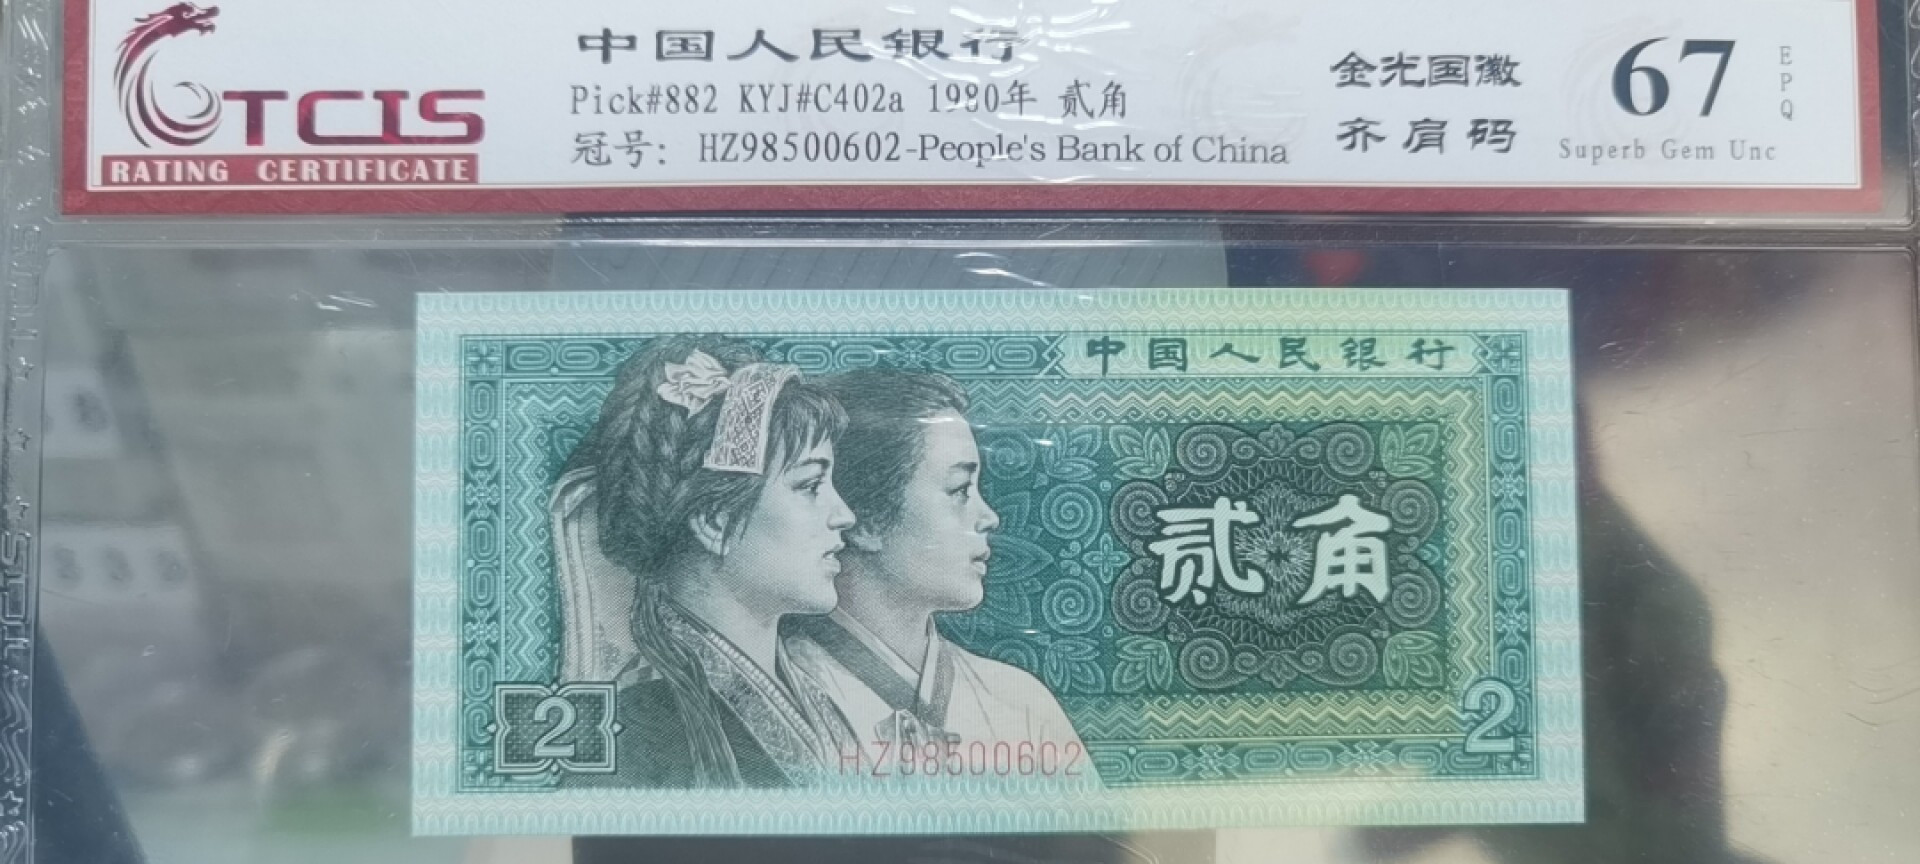 TCIS
RATING CERTIFICATE
中国人民银行
Pick#882 KYJ#C402a 1980年 贰角
冠号: HZ98500602-People's Bank of China
金光国徽
齐肩码
67
EPQ
Superb Gem Unc
中国人民银行
贰角
2
2
HZ98500602